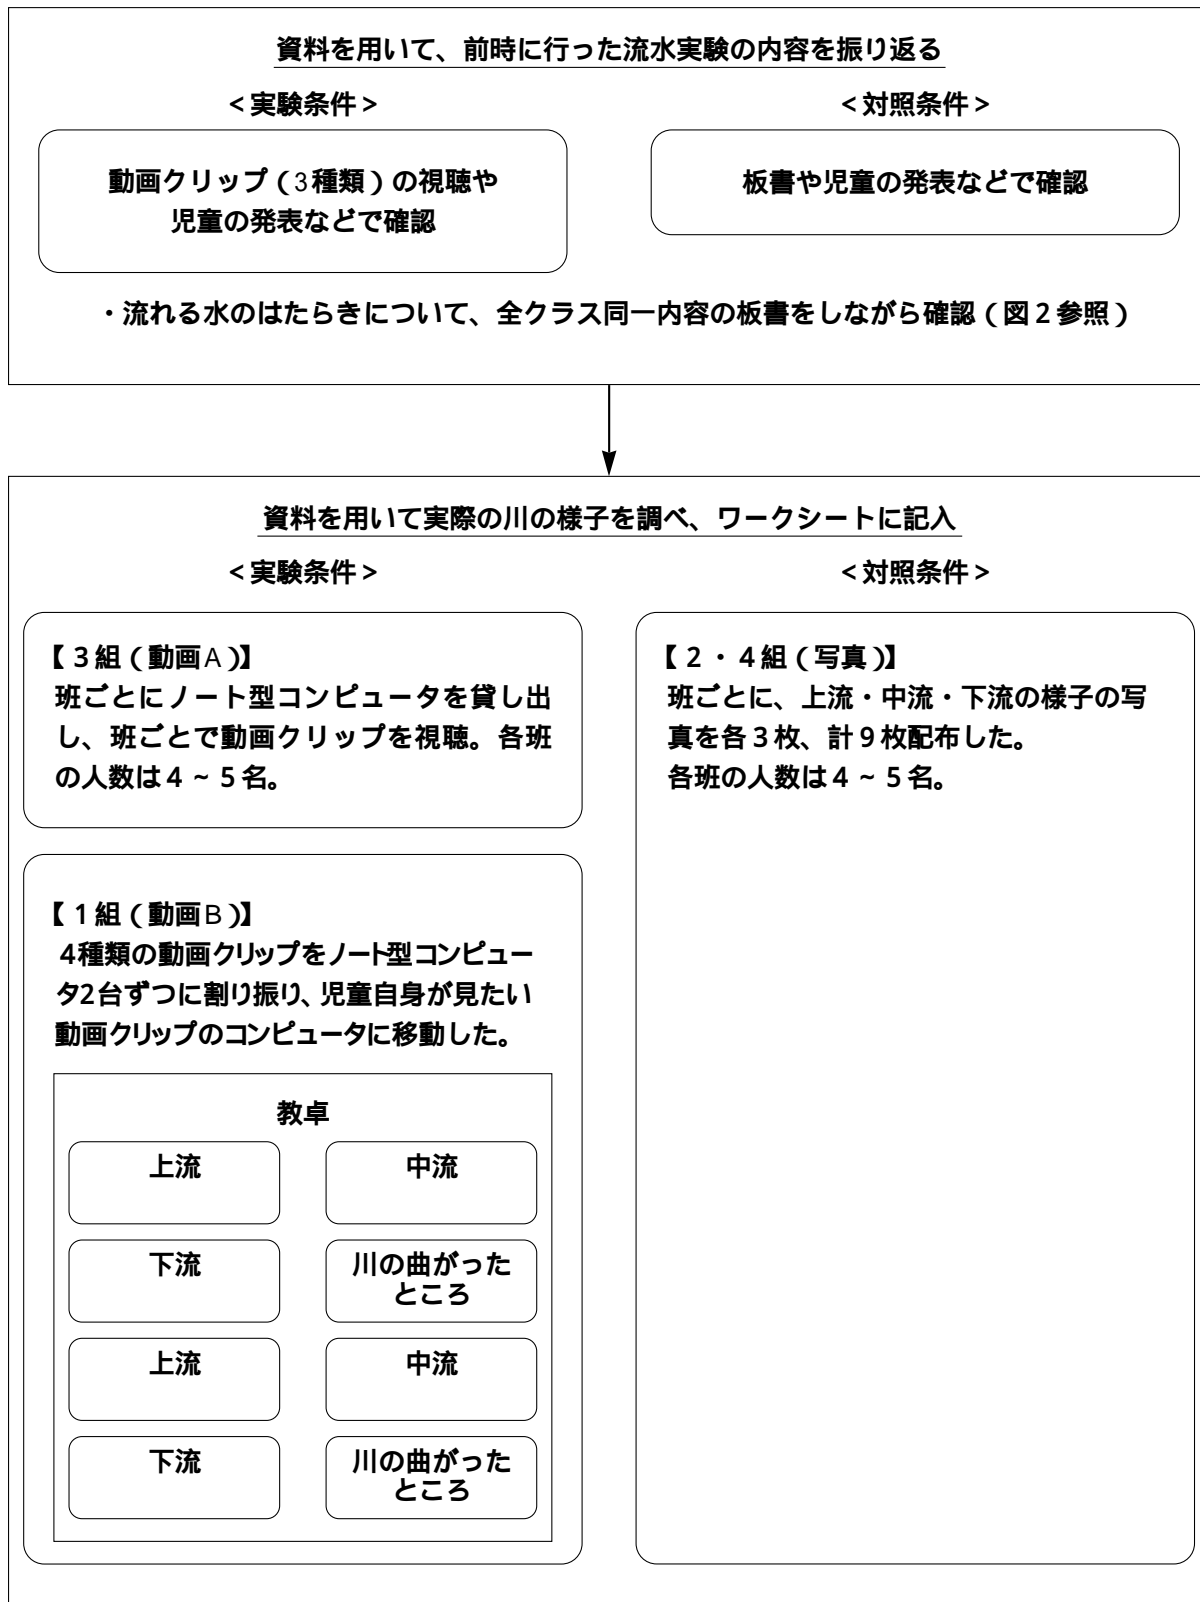 資料を用いて、前時に行った流水実験の内容を振り返る
＜実験条件＞
＜対照条件＞
動画クリップ（3種類）の視聴や
児童の発表などで確認
板書や児童の発表などで確認
・流れる水のはたらきについて、全クラス同一内容の板書をしながら確認（図２参照）
資料を用いて実際の川の様子を調べ、ワークシートに記入
＜実験条件＞
＜対照条件＞
【３組（動画A）】
班ごとにノート型コンピュータを貸し出
し、班ごとで動画クリップを視聴。各班
の人数は４～５名。
【２・４組（写真）】
班ごとに、上流・中流・下流の様子の写
真を各３枚、計９枚配布した。
各班の人数は４～５名。
【１組（動画B）】
4種類の動画クリップをノート型コンピュー
タ2台ずつに割り振り、児童自身が見たい
動画クリップのコンピュータに移動した。
教卓
上流
中流
下流
川の曲がった
ところ
上流
中流
下流
川の曲がった
ところ